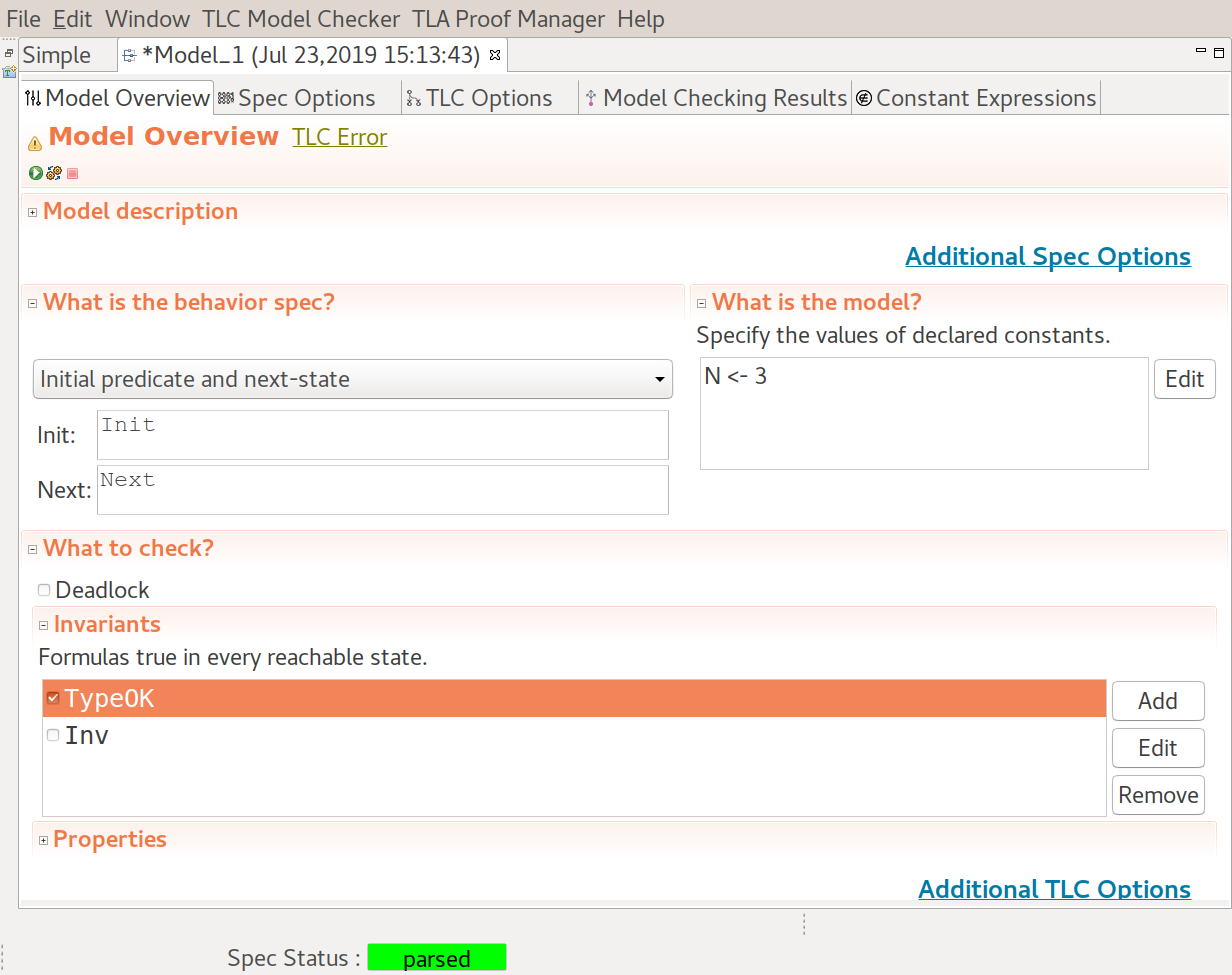 File Edit Window TLC Model Checker TLA Proof Manager Help
Simple *Model_1 (Jul 23,2019 15:13:43)
Model Overview Spec Options TLC Options Model Checking Results Constant Expressions
Model Overview TLC Error
Model description
Additional Spec Options
What is the behavior spec? What is the model?
Specify the values of declared constants.
Initial predicate and next-state N <- 3 Edit
Init: Init
Next: Next
What to check?
Deadlock
Invariants
Formulas true in every reachable state.
TypeOK Add
Inv Edit
Remove
Properties
Additional TLC Options
Spec Status : parsed